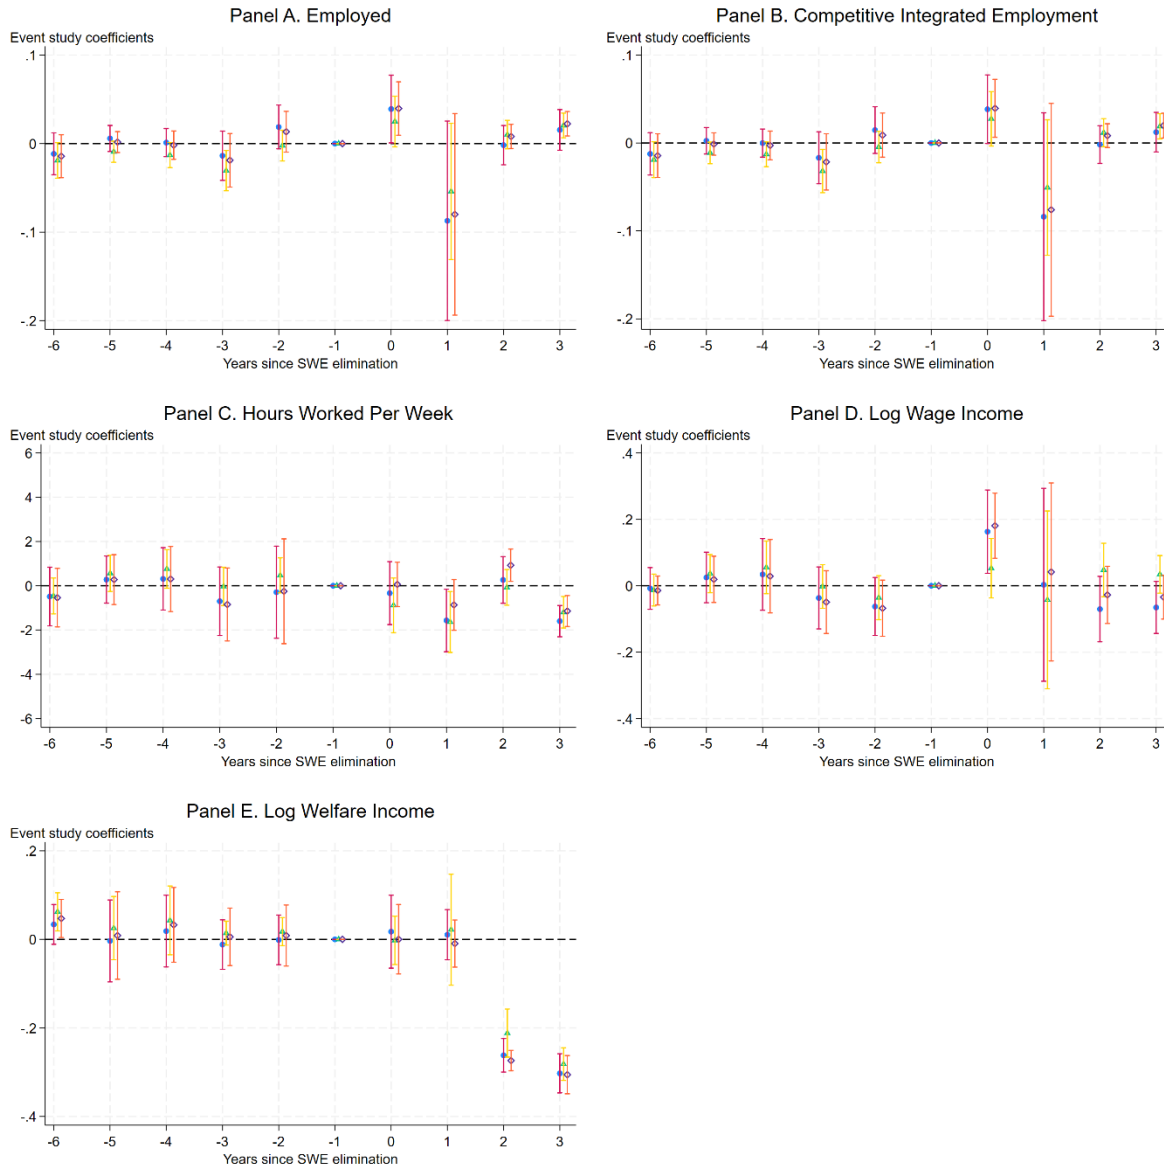 Panel A. Employed
Event study coefficients
.1
0
-.1
-.2
-6 -5 -4 -3 -2 -1 0 1 2 3
Years since SWE elimination
Panel B. Competitive Integrated Employment
Event study coefficients
.1
0
-.1
-.2
-6 -5 -4 -3 -2 -1 0 1 2 3
Years since SWE elimination
Panel C. Hours Worked Per Week
Event study coefficients
6
4
2
0
-2
-4
-6
-6 -5 -4 -3 -2 -1 0 1 2 3
Years since SWE elimination
Panel D. Log Wage Income
Event study coefficients
.4
.2
0
-.2
-.4
-6 -5 -4 -3 -2 -1 0 1 2 3
Years since SWE elimination
Panel E. Log Welfare Income
Event study coefficients
.2
0
-.2
-.4
-6 -5 -4 -3 -2 -1 0 1 2 3
Years since SWE elimination